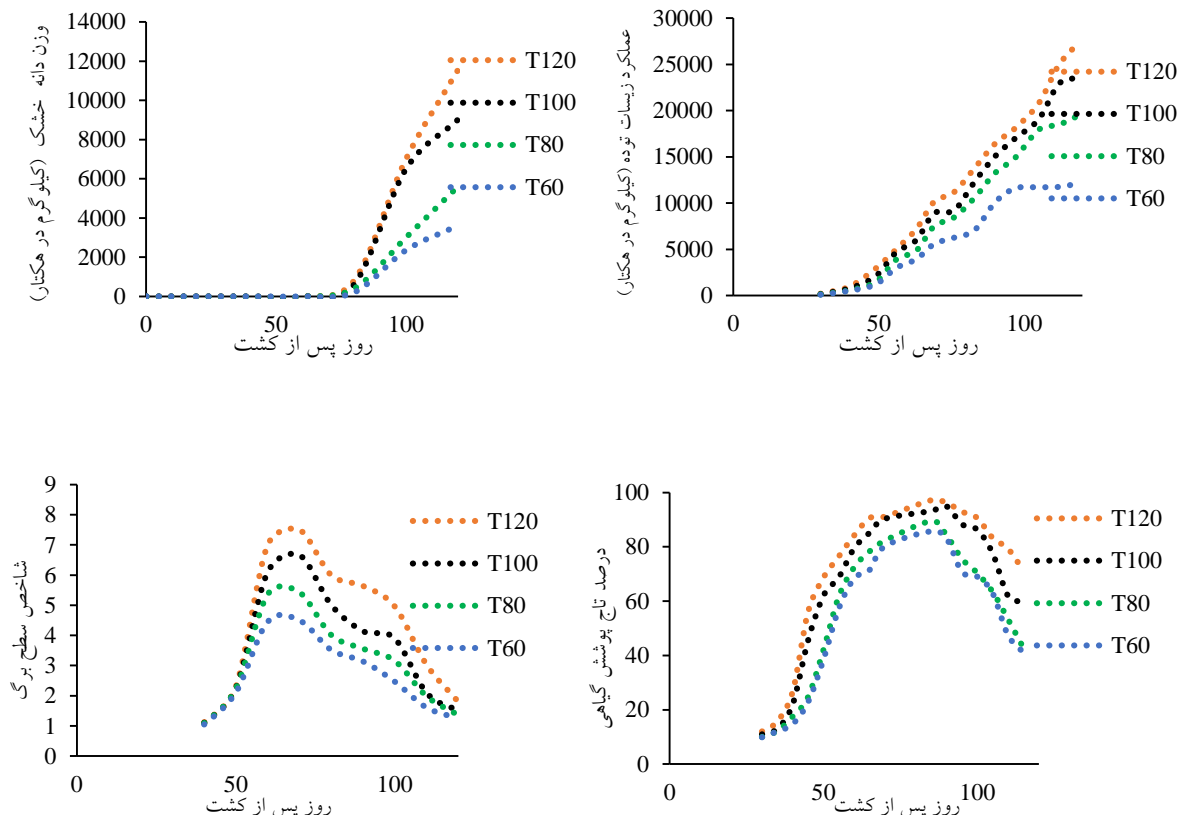 وزن دانه خشک (کیلوگرم در هکتار)
14000
12000
10000
8000
6000
4000
2000
0
0 50 100
روز پس از کشت
T120
T100
T80
T60
عملکرد زیسات توده (کیلوگرم در هکتار)
30000
25000
20000
15000
10000
5000
0
0 50 100
روز پس از کشت
T120
T100
T80
T60
شاخص سطح برگ
9
8
7
6
5
4
3
2
1
0
0 50 100
روز پس از کشت
T120
T100
T80
T60
درصد تاج پوشش گیاهی
100
80
60
40
20
0
0 50 100
روز پس از کشت
T120
T100
T80
T60